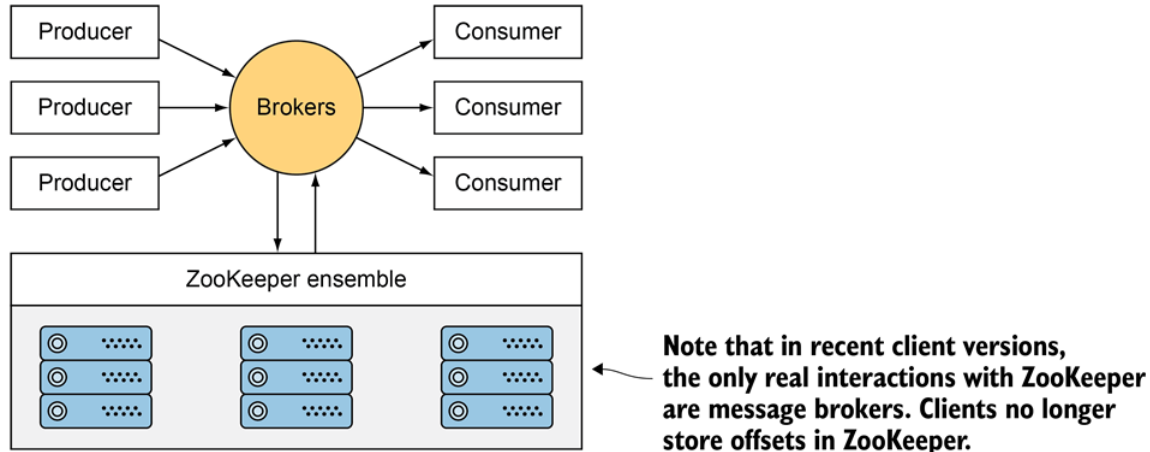 Producer
Consumer
Producer
Brokers
Consumer
Producer
Consumer
ZooKeeper ensemble
Note that in recent client versions,
the only real interactions with ZooKeeper
are message brokers. Clients no longer
store offsets in ZooKeeper.